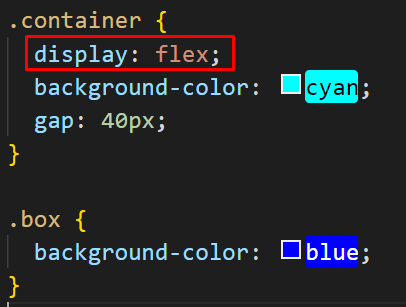 .container {
display: flex;
background-color: cyan;
gap: 40px;
}
.box {
background-color: blue;
}